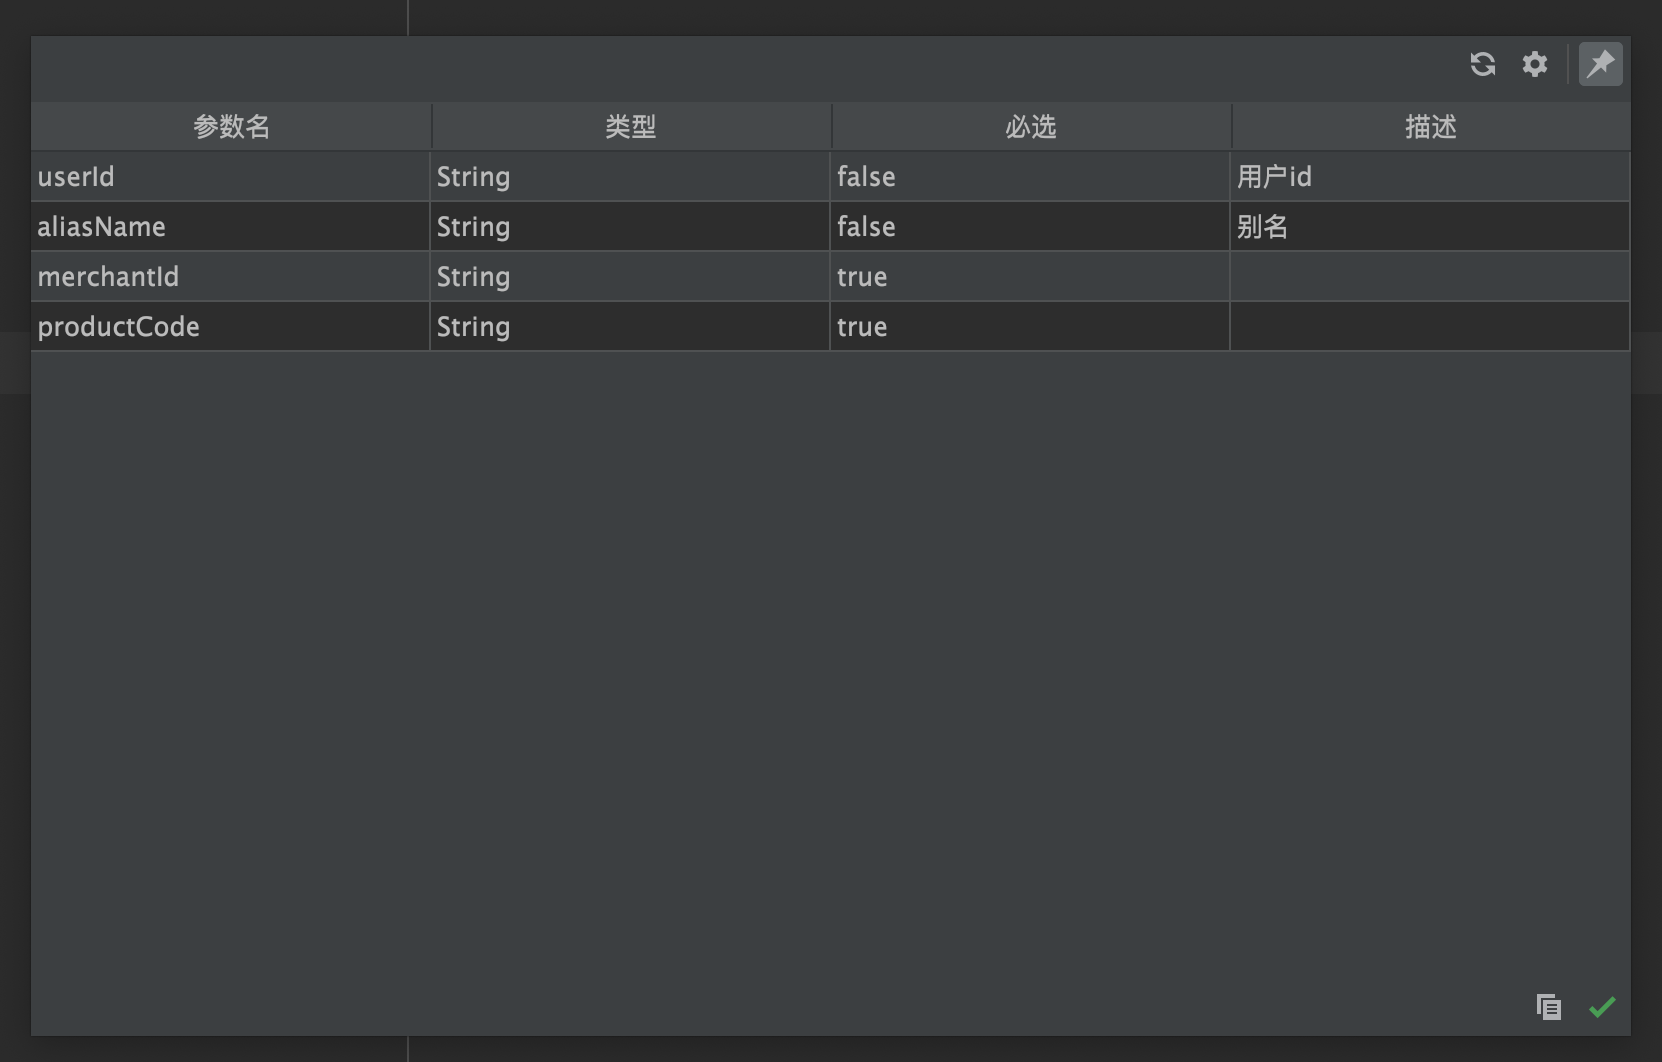 参数名 类型 必选 描述
userId String false 用户id
aliasName String false 别名
merchantId String true
productCode String true